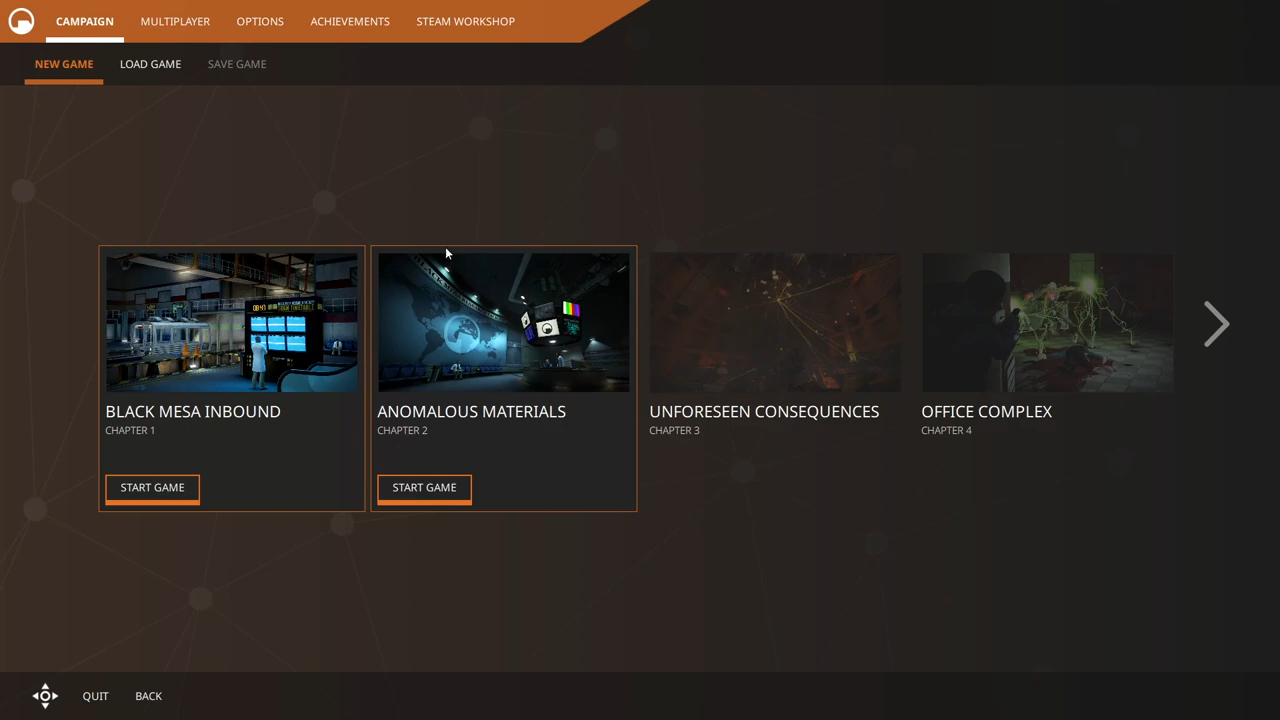 CAMPAIGN MULTIPLAYER OPTIONS ACHIEVEMENTS STEAM WORKSHOP
NEW GAME LOAD GAME SAVE GAME
BLACK MESA INBOUND
CHAPTER 1
START GAME
ANOMALOUS MATERIALS
CHAPTER 2
START GAME
UNFORESEEN CONSEQUENCES
CHAPTER 3
OFFICE COMPLEX
CHAPTER 4
QUIT BACK